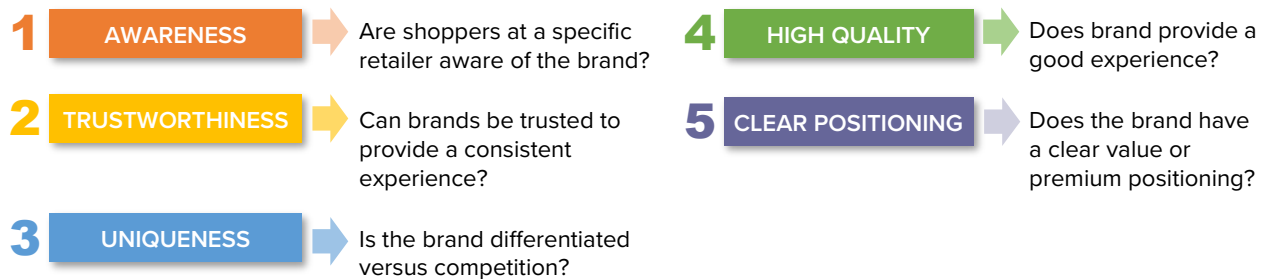 1 AWARENESS
Are shoppers at a specific
retailer aware of the brand?
2 TRUSTWORTHINESS
Can brands be trusted to
provide a consistent
experience?
3 UNIQUENESS
Is the brand differentiated
versus competition?
4 HIGH QUALITY
Does brand provide a
good experience?
5 CLEAR POSITIONING
Does the brand have
a clear value or
premium positioning?